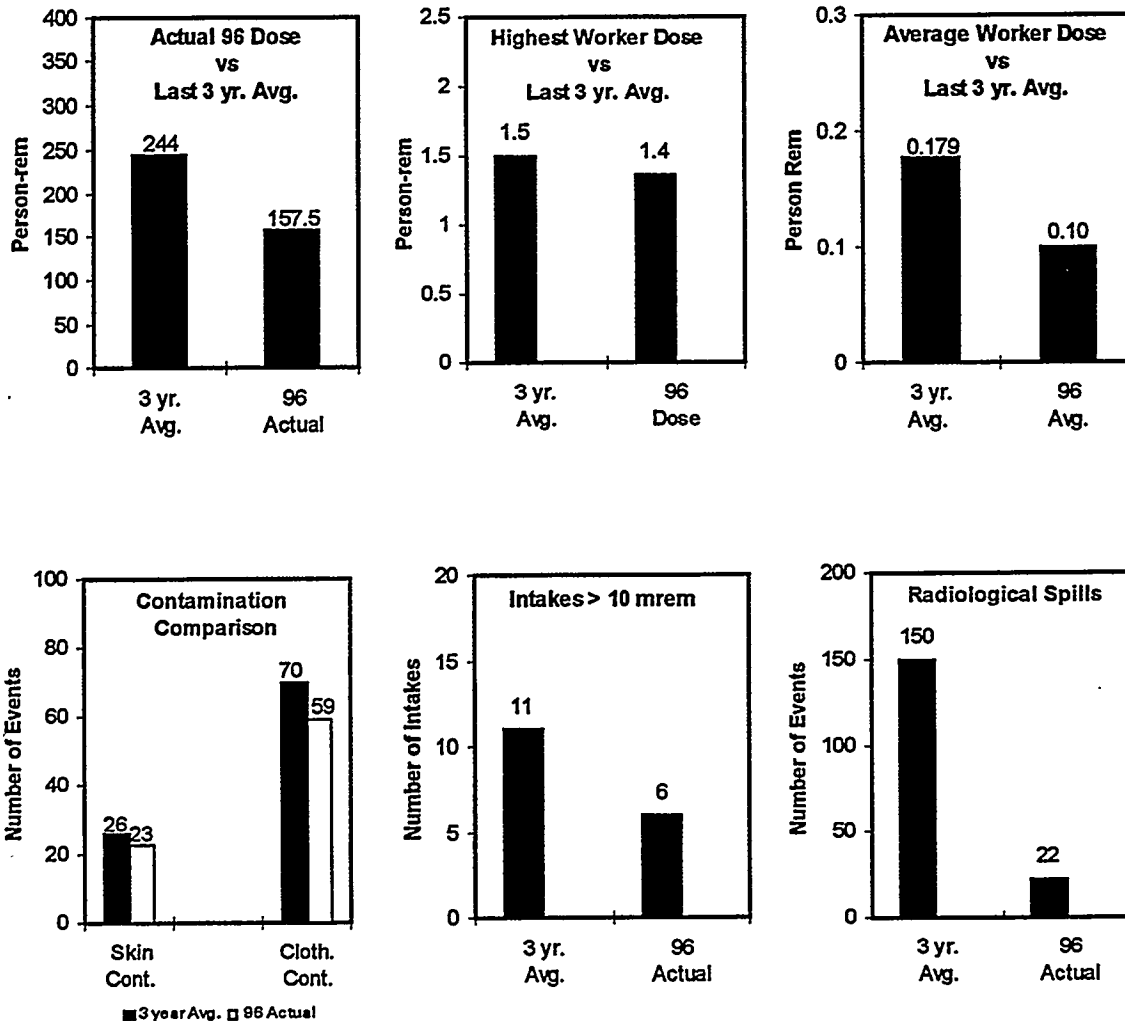 Actual 96 Dose
vs
Last 3 yr. Avg.
Person-rem
400
350
300
250
200
150
100
50
0
244
157.5
3 yr.
Avg.
96
Actual
Highest Worker Dose
vs
Last 3 yr. Avg.
Person-rem
2.5
2
1.5
1
0.5
0
1.5
1.4
3 yr.
Avg.
96
Dose
Average Worker Dose
vs
Last 3 yr. Avg.
Person Rem
0.3
0.2
0.1
0
0.179
0.10
3 yr.
Avg.
96
Avg.
Contamination
Comparison
Number of Events
100
80
60
40
20
0
26
23
70
59
Skin
Cont.
Cloth.
Cont.
3 year Avg.
96 Actual
Intakes > 10 mrem
Number of Intakes
20
15
10
5
0
11
6
3 yr.
Avg.
96
Actual
Radiological Spills
Number of Events
200
150
100
50
0
150
22
3 yr.
Avg.
96
Actual